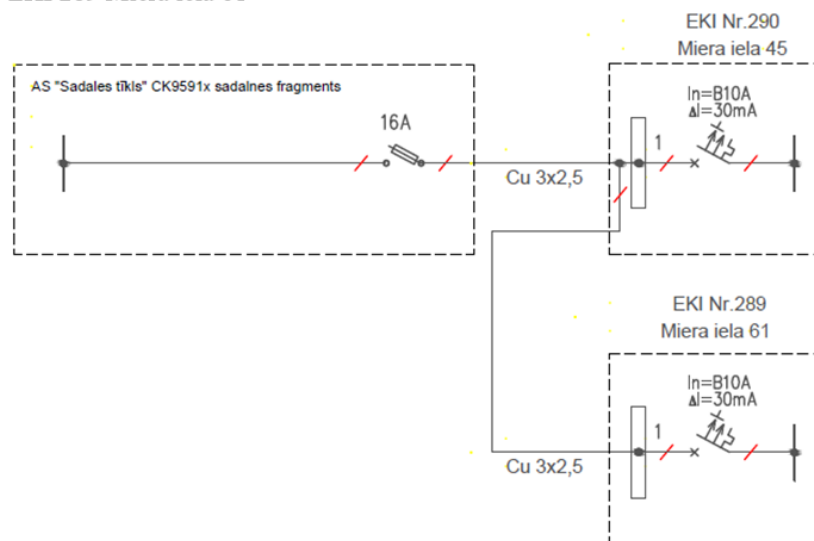 EKI Nr.290
Miera iela 45
AS "Sadales tīkls" CK9591x sadalnes fragments
In=B10A
ΔI=30mA
16A
1
Cu 3x2,5
EKI Nr.289
Miera iela 61
In=B10A
ΔI=30mA
1
Cu 3x2,5